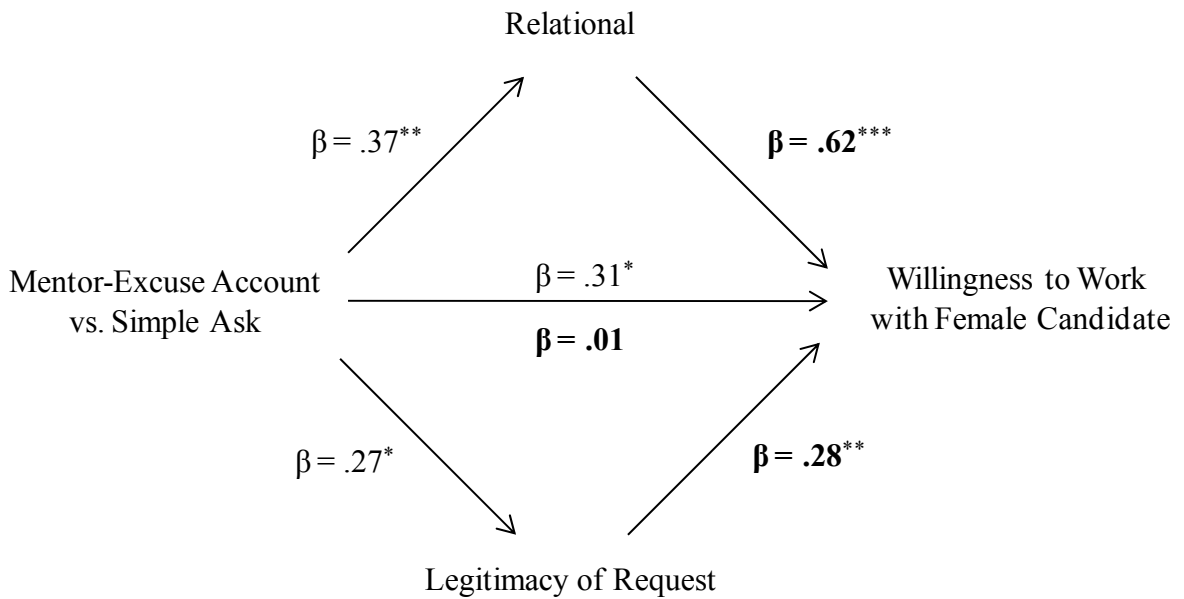 Relational
β = .37**
β = .62***
Mentor-Excuse Account
vs. Simple Ask
β = .31*
β = .01
Willingness to Work
with Female Candidate
β = .27*
β = .28**
Legitimacy of Request